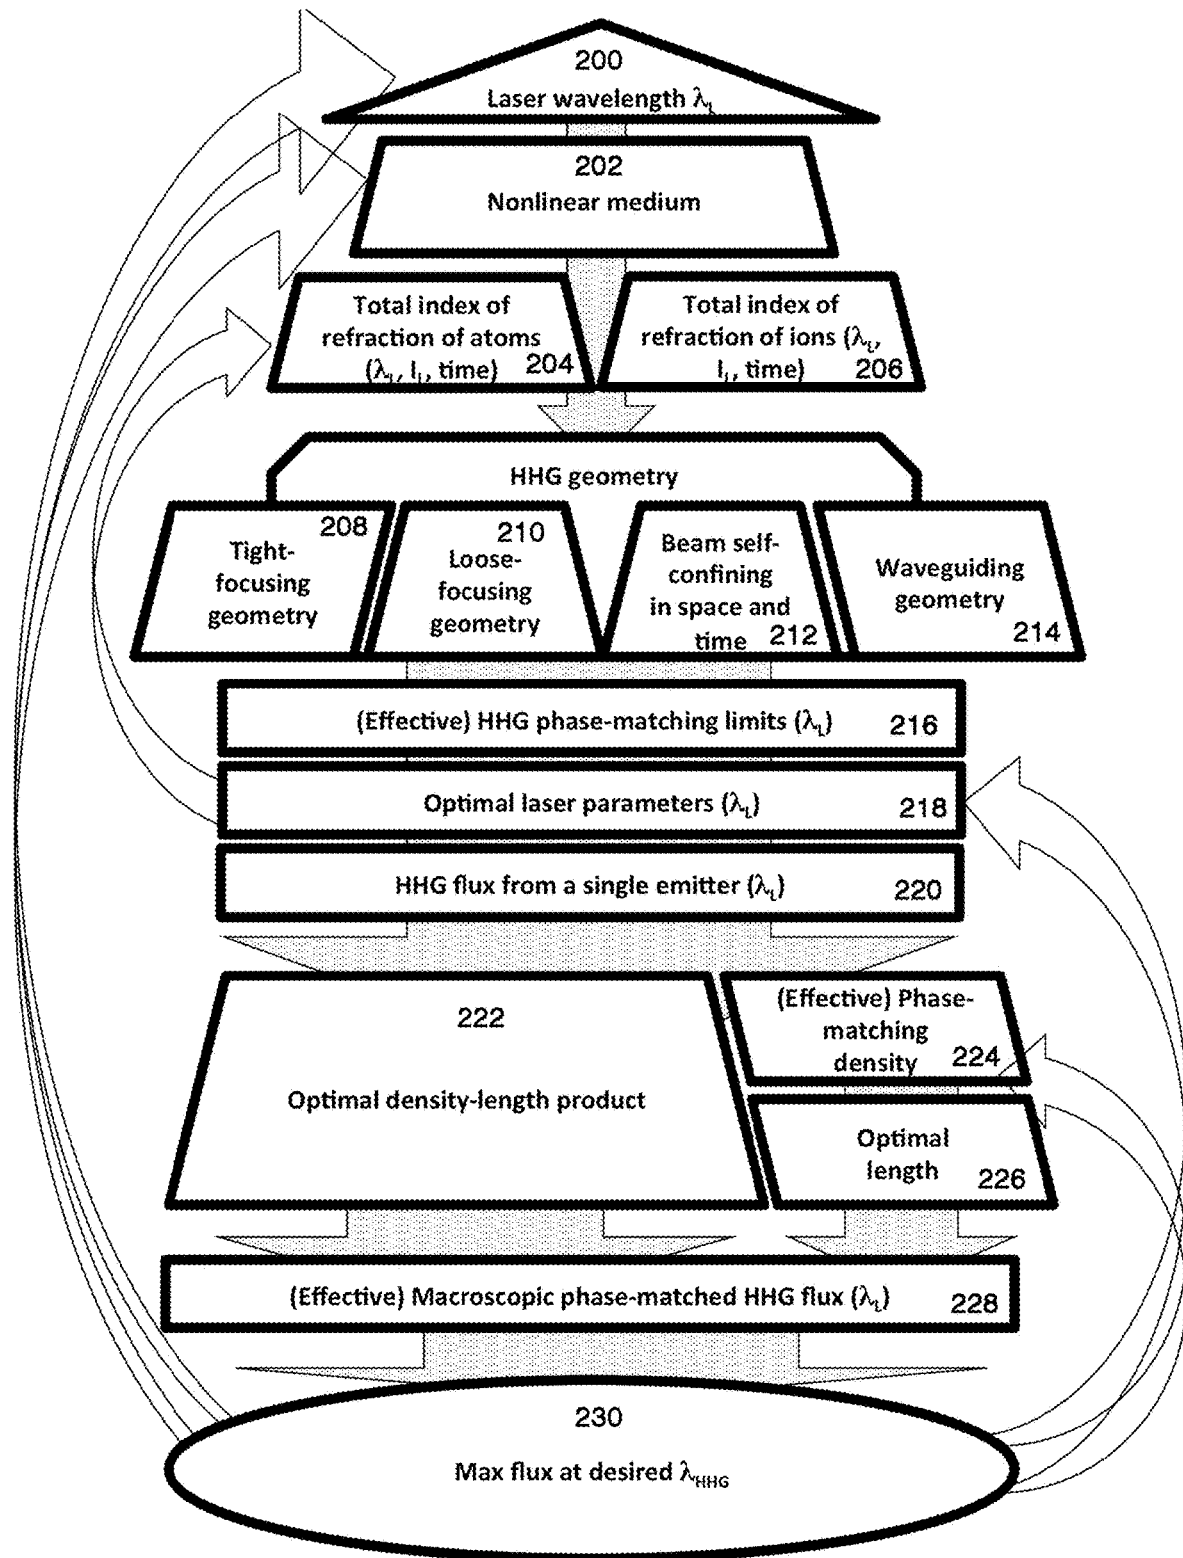 200
Laser wavelength λL
202
Nonlinear medium
Total index of
refraction of atoms
(λL, IL, time) 204
Total index of
refraction of ions (λL,
IL, time) 206
HHG geometry
208
Tight-
focusing
geometry
210
Loose-
focusing
geometry
Beam self-
confining
in space and
time 212
Waveguiding
geometry
214
(Effective) HHG phase-matching limits (λL) 216
Optimal laser parameters (λL) 218
HHG flux from a single emitter (λL) 220
222
Optimal density-length product
(Effective) Phase-
matching
density 224
Optimal
length
226
(Effective) Macroscopic phase-matched HHG flux (λL) 228
230
Max flux at desired λHHG